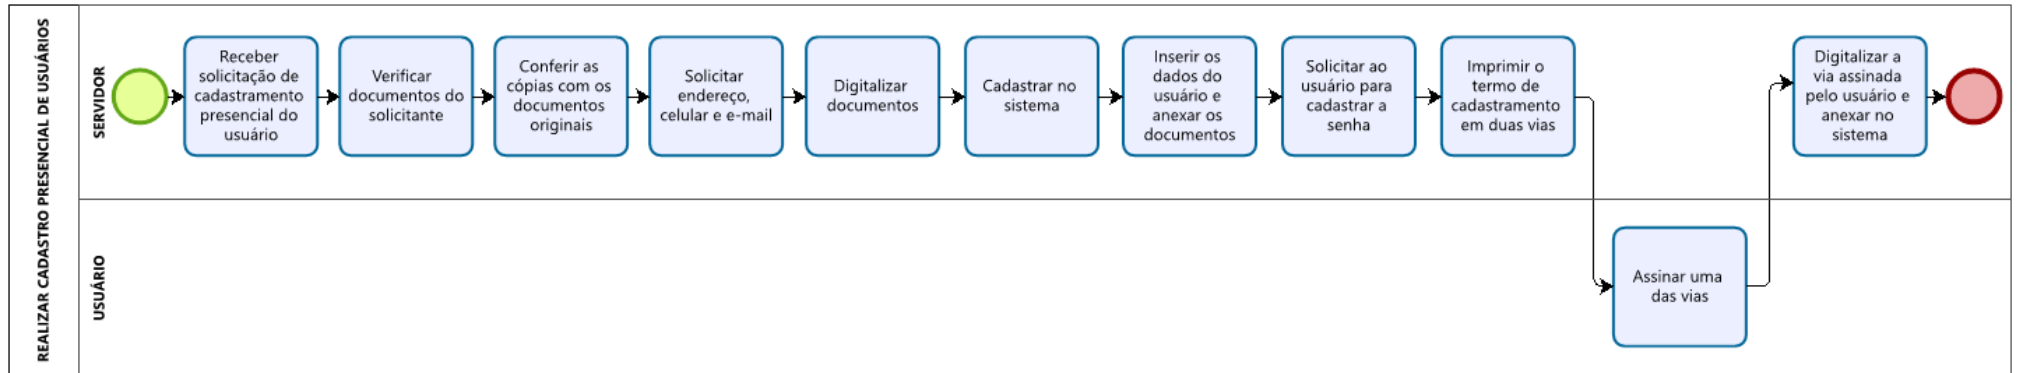 REALIZAR CADASTRO PRESENCIAL DE USUÁRIOS
SERVIDOR
Receber
solicitação de
cadastramento
presencial do
usuário
Verificar
documentos do
solicitante
Conferir as
cópias com os
documentos
originais
Solicitar
endereço,
celular e e-mail
Digitalizar
documentos
Cadastrar no
sistema
Inserir os
dados do
usuário e
anexar os
documentos
Solicitar ao
usuário para
cadastrar a
senha
Imprimir o
termo de
cadastramento
em duas vias
Digitalizar a
via assinada
pelo usuário e
anexar no
sistema
USUÁRIO
Assinar uma
das vias